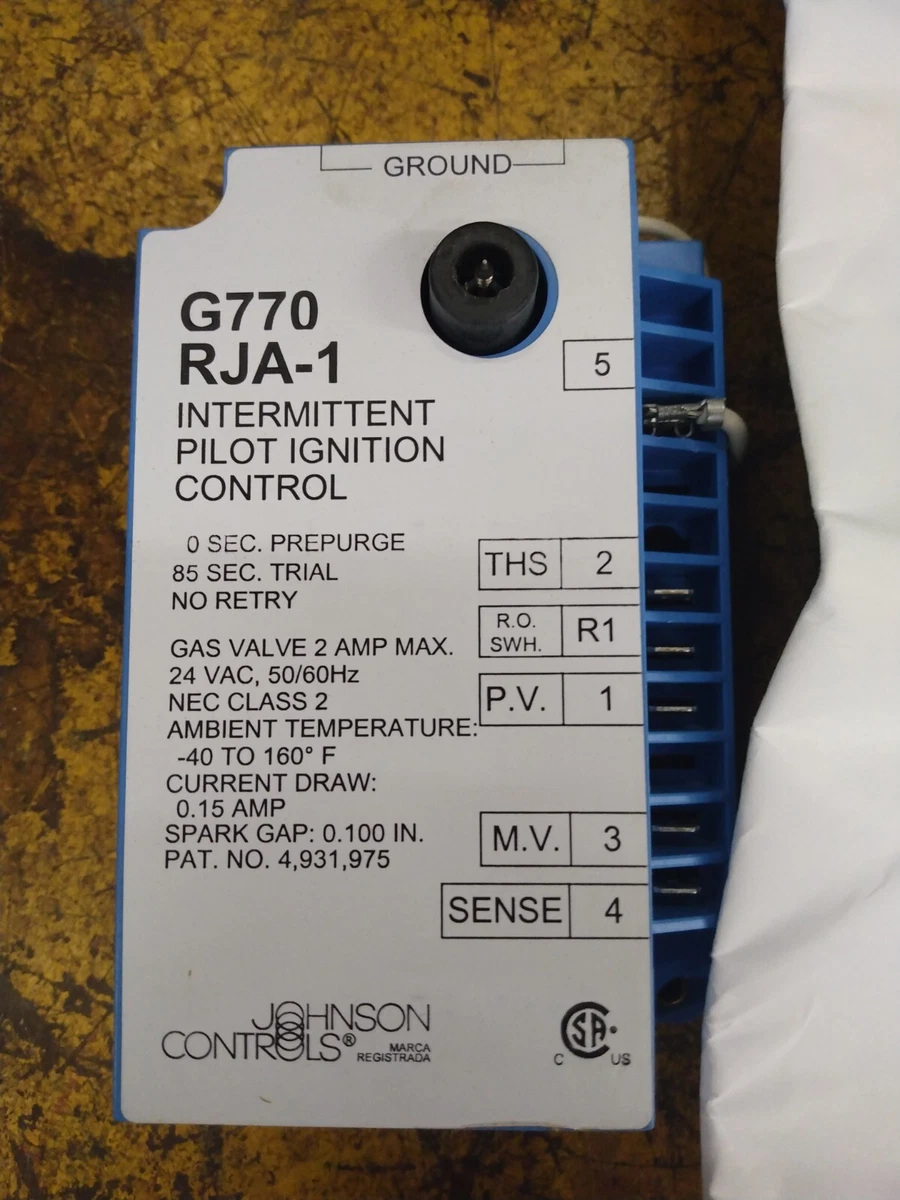 GROUND
G770
RJA-1
5
INTERMITTENT
PILOT IGNITION
CONTROL
0 SEC. PREPURGE
85 SEC. TRIAL
NO RETRY
THS 2
R.O.
SWH. R1
P.V. 1
GAS VALVE 2 AMP MAX.
24 VAC, 50/60Hz
NEC CLASS 2
AMBIENT TEMPERATURE:
-40 TO 160° F
CURRENT DRAW:
0.15 AMP
SPARK GAP: 0.100 IN.
PAT. NO. 4,931,975
M.V. 3
SENSE 4
JOHNSON
CONTROLS®
MARCA
REGISTRADA
C SA US